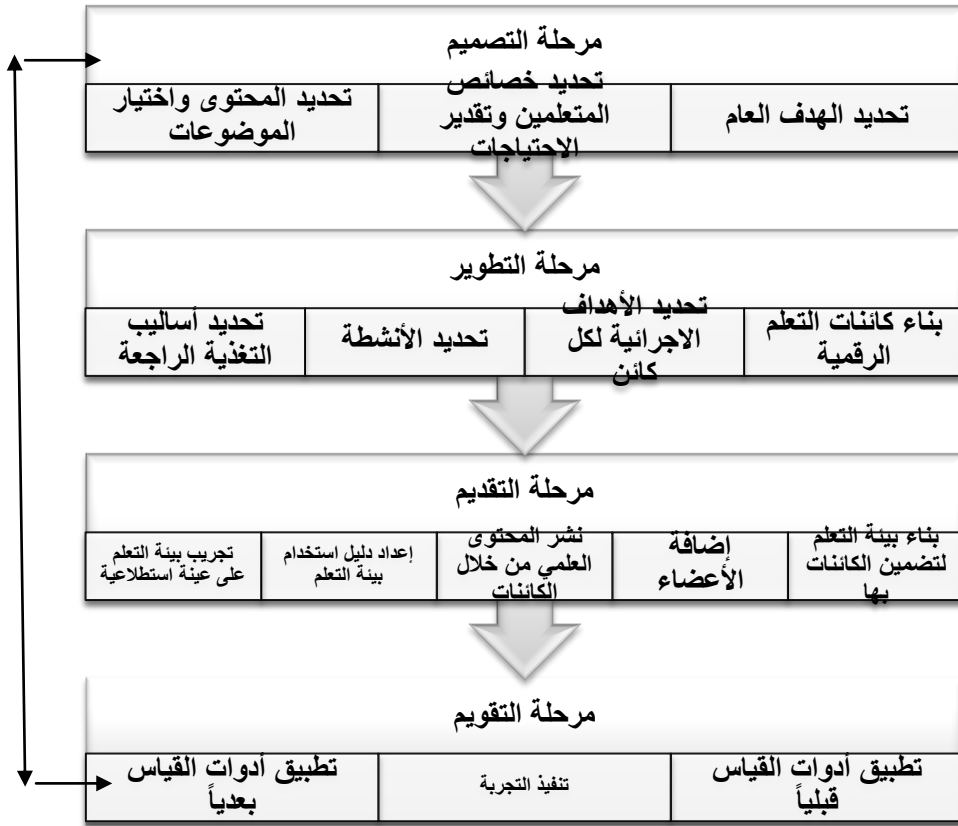 مرحلة التصميم
تحديد الهدف العام
تحديد خصائص
المتعلمين وتقدير
الاحتياجات
تحديد المحتوى واختيار
الموضوعات
مرحلة التطوير
بناء كائنات التعلم
الرقمية
تحديد الأهداف
الاجرائية لكل
كائن
تحديد الأنشطة
تحديد أساليب
التغذية الراجعة
مرحلة التقديم
بناء بيئة التعلم
لتضمين الكائنات
بها
إضافة
الأعضاء
نشر المحتوى
العلمي من خلال
الكائنات
إعداد دليل استخدام
بيئة التعلم
تجريب بيئة التعلم
على عينة استطلاعية
مرحلة التقويم
تطبيق أدوات القياس
قبلياً
تنفيذ التجربة
تطبيق أدوات القياس
بعدياً